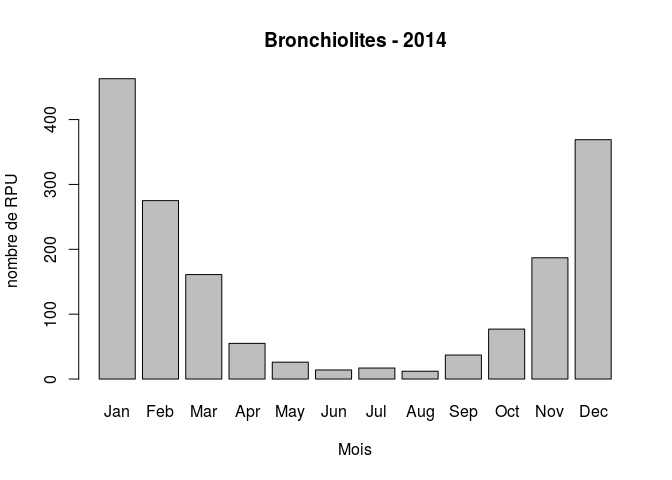 Bronchiolites - 2014
nombre de RPU
400
300
200
100
0
Jan Feb Mar Apr May Jun Jul Aug Sep Oct Nov Dec
Mois